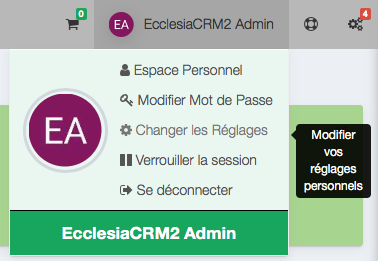 0
EA
EcclesiaCRM2 Admin
4
EA
Espace Personnel
Modifier Mot de Passe
Changer les Réglages
Verrouiller la session
Se déconnecter
Modifier
vos
réglages
personnels
EcclesiaCRM2 Admin